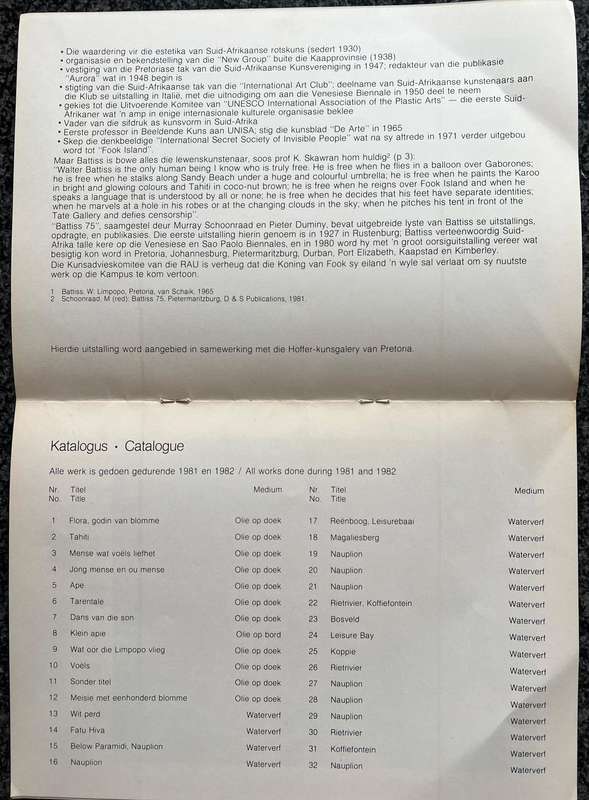 • Die waardering vir die estetika van Suid-Afrikaanse rotskuns (sedert 1930)
• organisasie en bekendstelling van die "New Group" buite die Kaapprovinsie (1938)
• vestiging van die Pretoriase tak van die Suid-Afrikaanse Kunsvereniging in 1947; redakteur van die publikasie
"Aurora" wat in 1948 begin is
• stigting van die Suid-Afrikaanse tak van die "International Art Club"; deelname van Suid-Afrikaanse kunstenaars aan
die Klub se uitstalling in Italië, met die uitnodiging om aan die Venesiese Biennale in 1950 deel te neem
• gekies tot die Uitvoerende Komitee van "UNESCO International Association of the Plastic Arts" — die eerste Suid-
Afrikaner wat 'n amp in enige internasionale kulturele organisasie beklee
• Vader van die sifdruk as kunsvorm in Suid-Afrika
• Eerste professor in Beeldende Kuns aan UNISA; stig die kunsblad "De Arte" in 1965
• Skep die denkbeeldige "International Secret Society of Invisible People" wat na sy aftrede in 1971 verder uitgebou
word tot "Fook Island".
Maar Battiss is bowe alles die lewenskunstenaar, soos prof K. Skawran hom huldig² (p 3):
"Walter Battiss is the only human being I know who is truly free. He is free when he flies in a balloon over Gaborones;
he is free when he stalks along Sandy Beach under a huge and colourful umbrella; he is free when he paints the Karoo
in bright and glowing colours and Tahiti in coco-nut brown; he is free when he reigns over Fook Island and when he
speaks a language that is understood by all or none; he is free when he decides that his feet have separate identities;
when he marvels at a hole in his robes or at the changing clouds in the sky; when he pitches his tent in front of the
Tate Gallery and defies censorship".
"Battiss 75", saamgestel deur Murray Schoonraad en Pieter Duminy, bevat uitgebreide lyste van Battiss se uitstallings,
opdragte, en publikasies. Die eerste uitstalling hierin genoem is in 1927 in Rustenburg; Battiss verteenwoordig Suid-
Afrika talle kere op die Venesiese en Sao Paolo Biennales, en in 1980 word hy met 'n groot oorsiguitstalling vereer wat
besigtig kon word in Pretoria, Johannesburg, Pietermaritzburg, Durban, Port Elizabeth, Kaapstad en Kimberley.
Die Kunsadvieskomitee van die RAU is verheug dat die Koning van Fook sy eiland 'n wyle sal verlaat om sy nuutste
werk op die Kampus te kom vertoon.
1 Battiss: W. Limpopo, Pretoria, van Schaik, 1965
2 Schoonraad, M (red): Battiss 75, Pietermaritzburg, D & S Publications, 1981.
Hierdie uitstalling word aangebied in samewerking met die Hoffer-kunsgalery van Pretoria.
Katalogus • Catalogue
Alle werk is gedoen gedurende 1981 en 1982 / All works done during 1981 and 1982
Nr. Titel Medium
No. Title
1 Flora, godin van blomme Olie op doek
2 Tahiti Olie op doek
3 Mense wat voëls liefhet Olie op doek
4 Jong mense en ou mense Olie op doek
5 Ape Olie op doek
6 Tarentale Olie op doek
7 Dans van die son Olie op doek
8 Klein apie Olie op bord
9 Wat oor die Limpopo vlieg Olie op doek
10 Voëls Olie op doek
11 Sonder titel Olie op doek
12 Meisie met eenhonderd blomme Olie op doek
13 Wit perd Waterverf
14 Fatu Hiva Waterverf
15 Below Paramidi, Nauplion Waterverf
16 Nauplion Waterverf
Nr. Titel Medium
No. Title
17 Reënboog, Leisurebaai Waterverf
18 Magaliesberg Waterverf
19 Nauplion Waterverf
20 Nauplion Waterverf
21 Nauplion Waterverf
22 Rietrivier, Koffiefontein Waterverf
23 Bosveld Waterverf
24 Leisure Bay Waterverf
25 Koppie Waterverf
26 Rietrivier Waterverf
27 Nauplion Waterverf
28 Nauplion Waterverf
29 Nauplion Waterverf
30 Rietrivier Waterverf
31 Koffiefontein Waterverf
32 Nauplion Waterverf